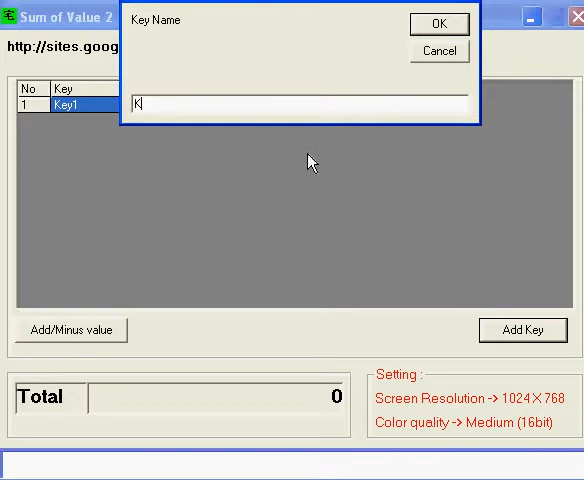 宅 Sum of Value 2
Key Name
OK
Cancel
http://sites.goog
No Key
1 Key1
K
Add/Minus value
Add Key
Total 0
Setting :
Screen Resolution -> 1024X768
Color quality -> Medium (16bit)